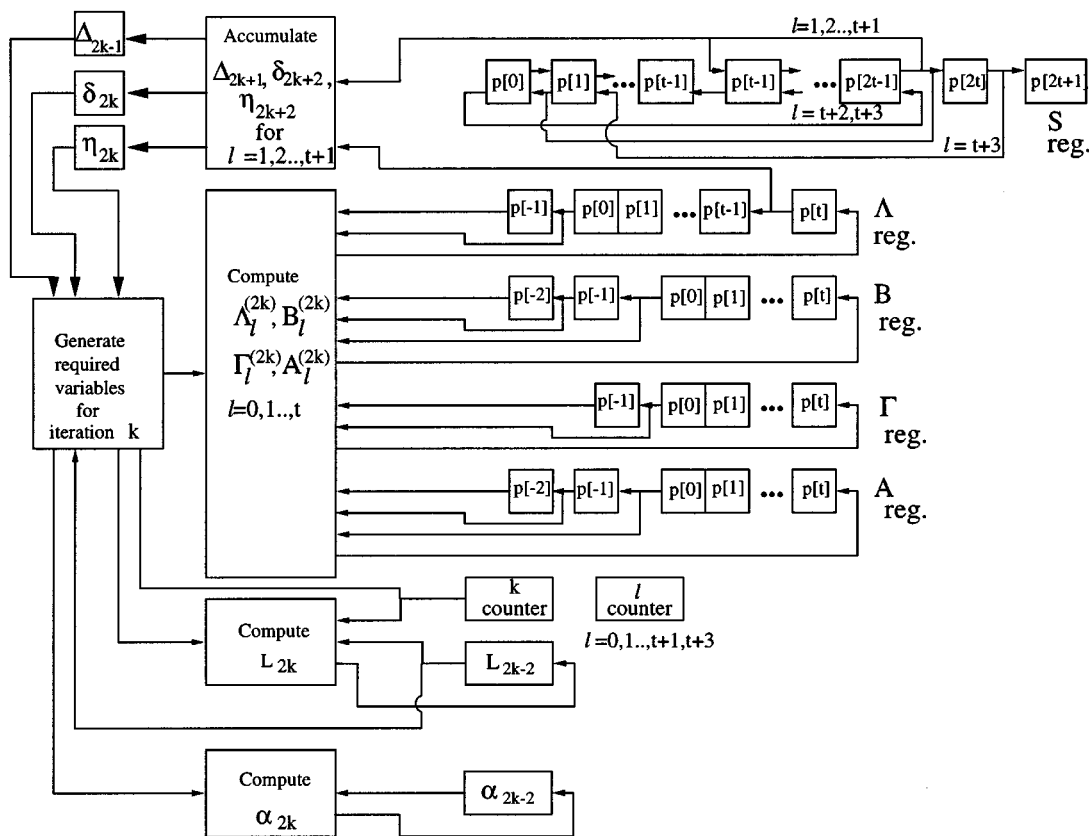 Δ2k-1
δ2k
η2k
Accumulate
Δ2k+1, δ2k+2,
η2k+2
for
l =1,2..,t+1
l=1,2..,t+1
p[0] p[1] ... p[t-1] p[t-1] ... p[2t-1] p[2t] p[2t+1]
l = t+2,t+3
l = t+3
S
reg.
Compute
Λl(2k), Bl(2k)
Γl(2k), Al(2k)
l=0,1..,t
p[-1] p[0] p[1] ... p[t-1] p[t]
Λ
reg.
p[-2] p[-1] p[0] p[1] ... p[t]
B
reg.
p[-1] p[0] p[1] ... p[t]
Γ
reg.
p[-2] p[-1] p[0] p[1] ... p[t]
A
reg.
Generate
required
variables
for
iteration k
k
counter
l
counter
l =0,1..,t+1,t+3
Compute
L2k
L2k-2
Compute
α2k
α2k-2